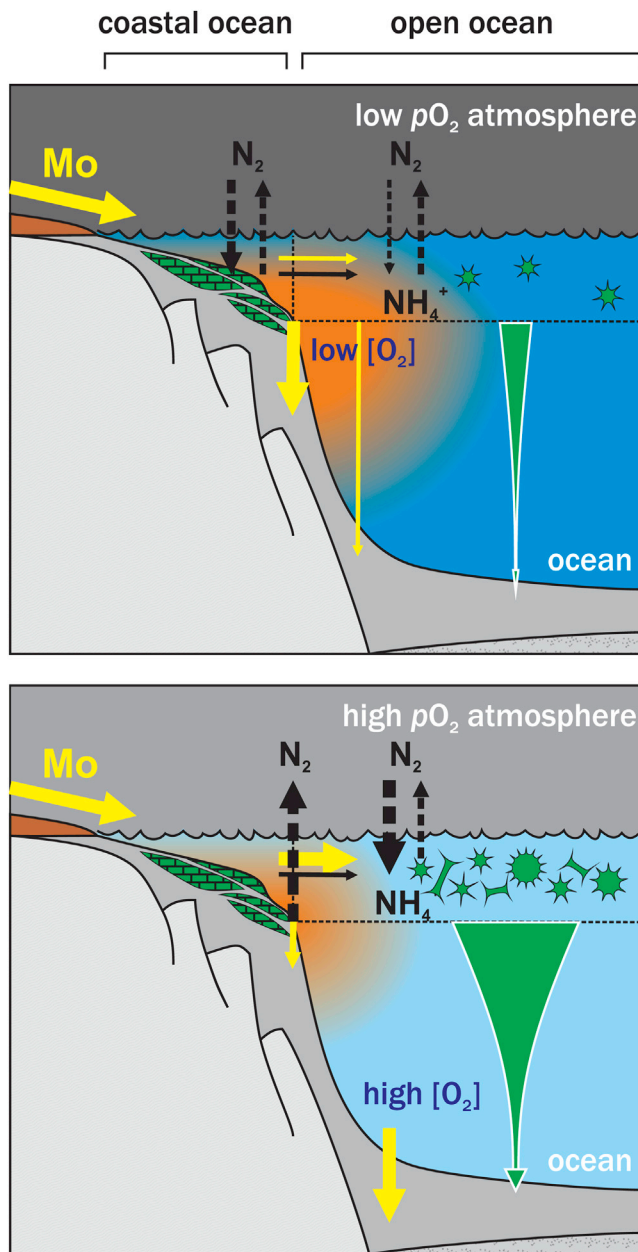 coastal ocean open ocean
low pO₂ atmosphere
Mo
N₂ N₂
NH₄⁺
low [O₂]
ocean
high pO₂ atmosphere
Mo
N₂ N₂
NH₄
high [O₂]
ocean